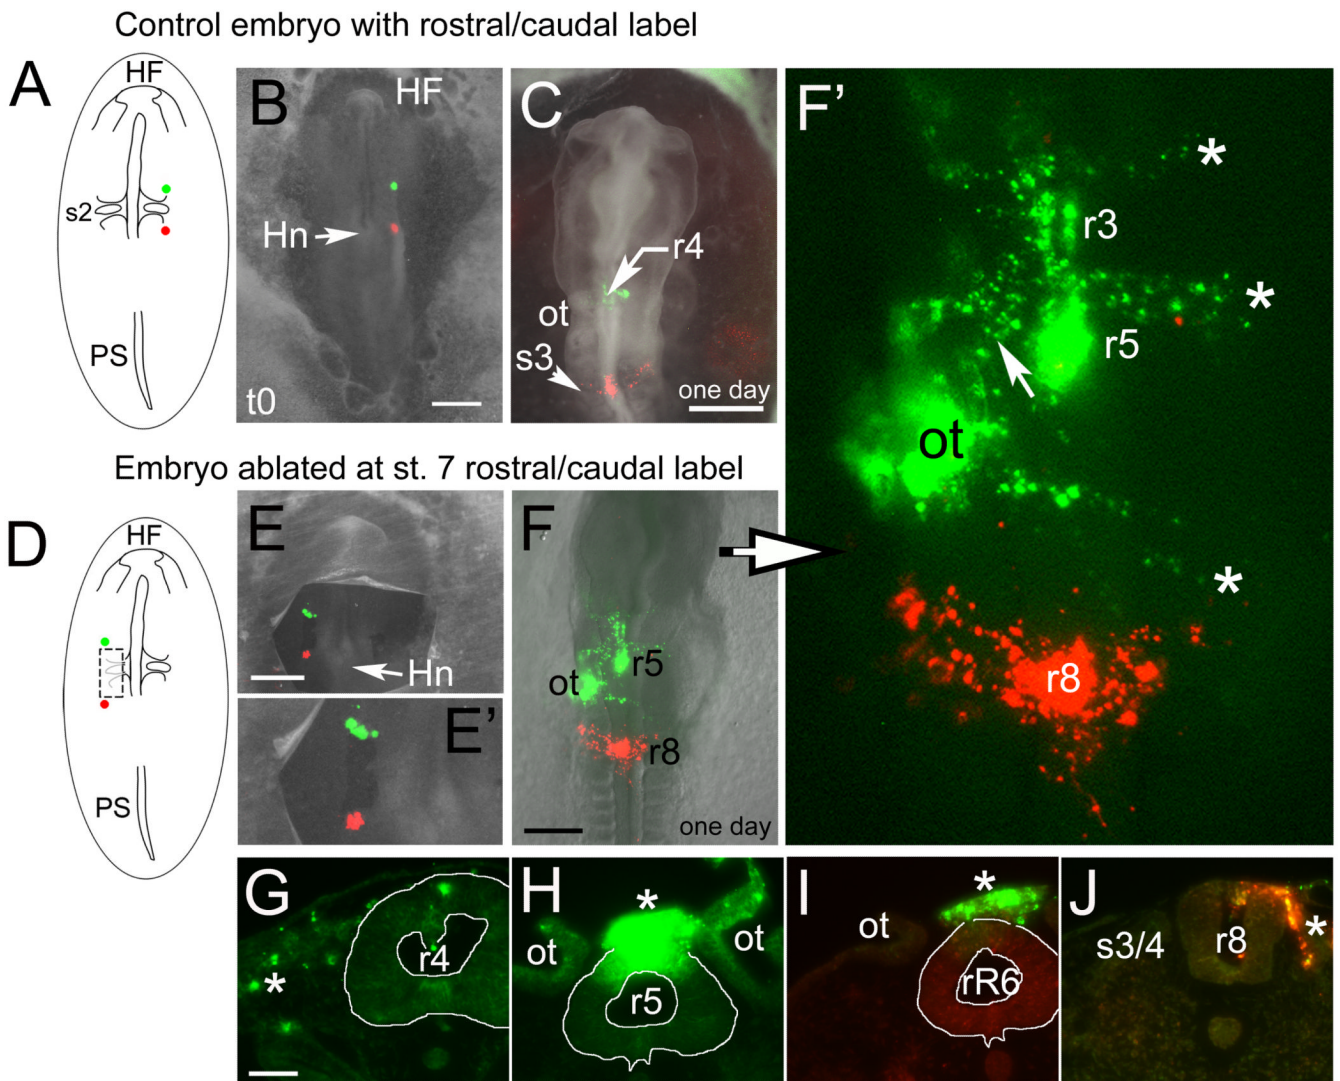 Control embryo with rostral/caudal label
A
HF
s2
PS
B
HF
Hn
t0
C
r4
ot
s3
one day
F’
*
r3
*
r5
ot
*
r8
Embryo ablated at st. 7 rostral/caudal label
D
HF
PS
E
Hn
E’
F
r5
ot
r8
one day
G
r4
*
H
*
ot
ot
r5
I
*
ot
rR6
J
s3/4
r8
*